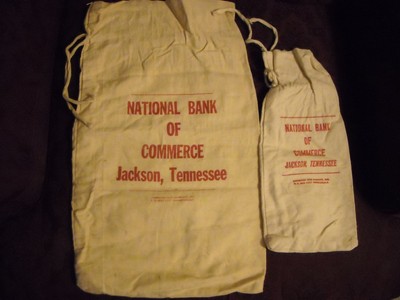 NATIONAL BANK
OF
COMMERCE
Jackson, Tennessee
NATIONAL BANK
OF
COMMERCE
JACKSON TENNESSEE